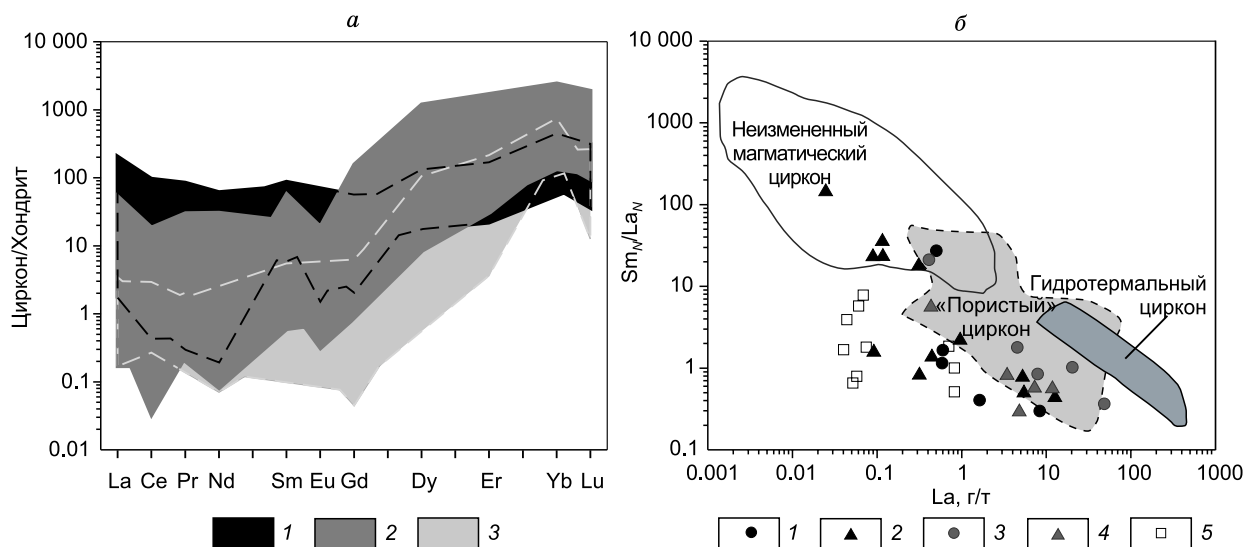 а
Циркон/Хондрит
10 000
1000
100
10
1
0.1
0.01
La Ce Pr Nd Sm Eu Gd Dy Er Yb Lu
1 2 3
б
Sm_N/La_N
10 000
1000
100
10
1
0.1
Неизмененный
магматический
циркон
Гидротермальный
циркон
«Пористый»
циркон
0.001 0.01 0.1 1 10 100 1000
La, г/т
1 2 3 4 5